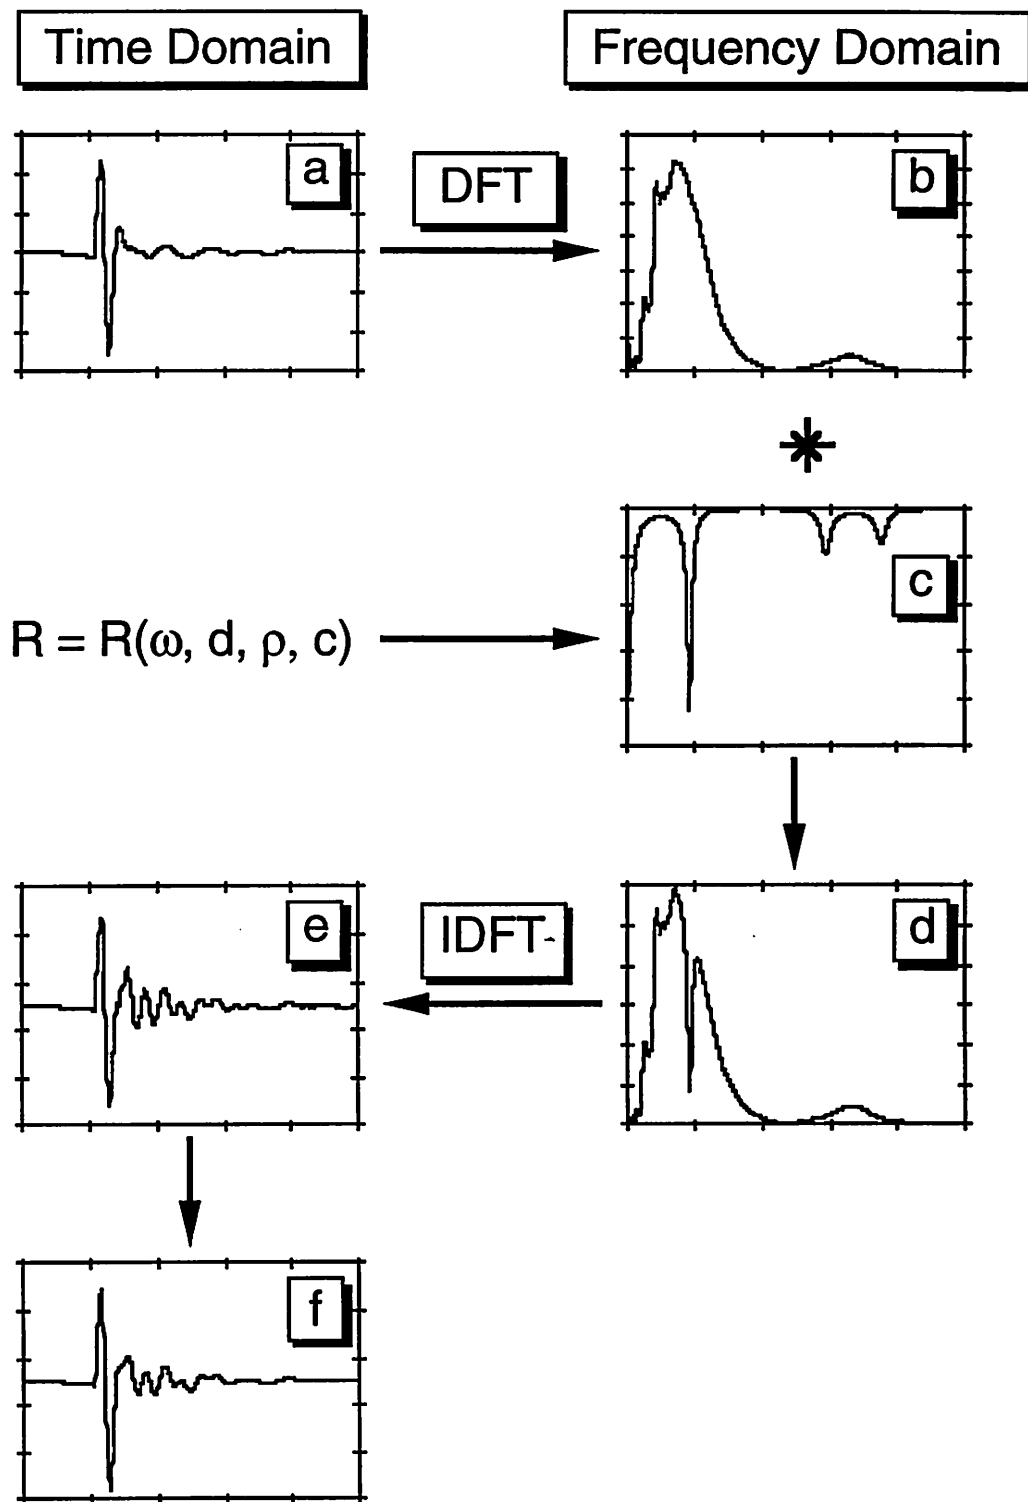 Time Domain
Frequency Domain
a
DFT
b
*
c
R = R(ω, d, ρ, c)
e
IDFT
d
f